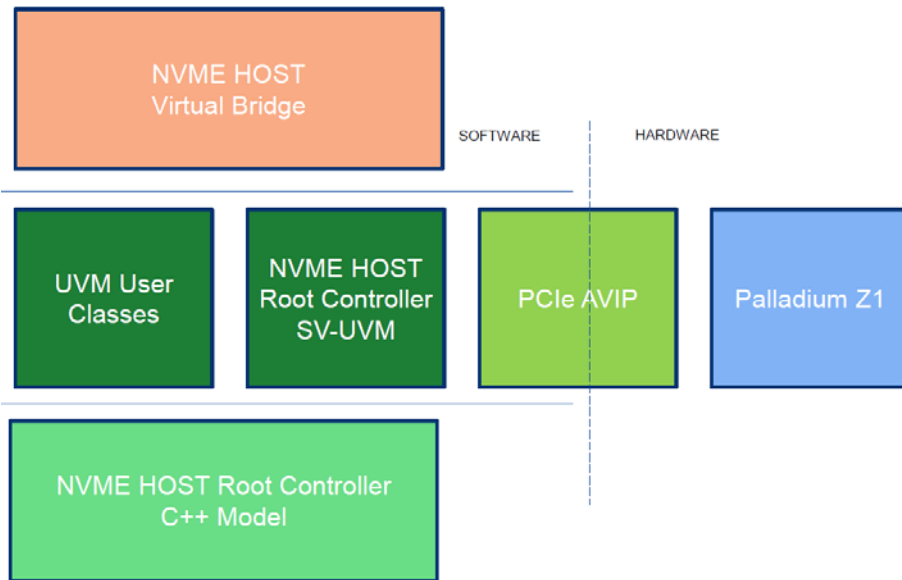 NVME HOST
Virtual Bridge
SOFTWARE
HARDWARE
UVM User
Classes
NVME HOST
Root Controller
SV-UVM
PCIe AVIP
Palladium Z1
NVME HOST Root Controller
C++ Model